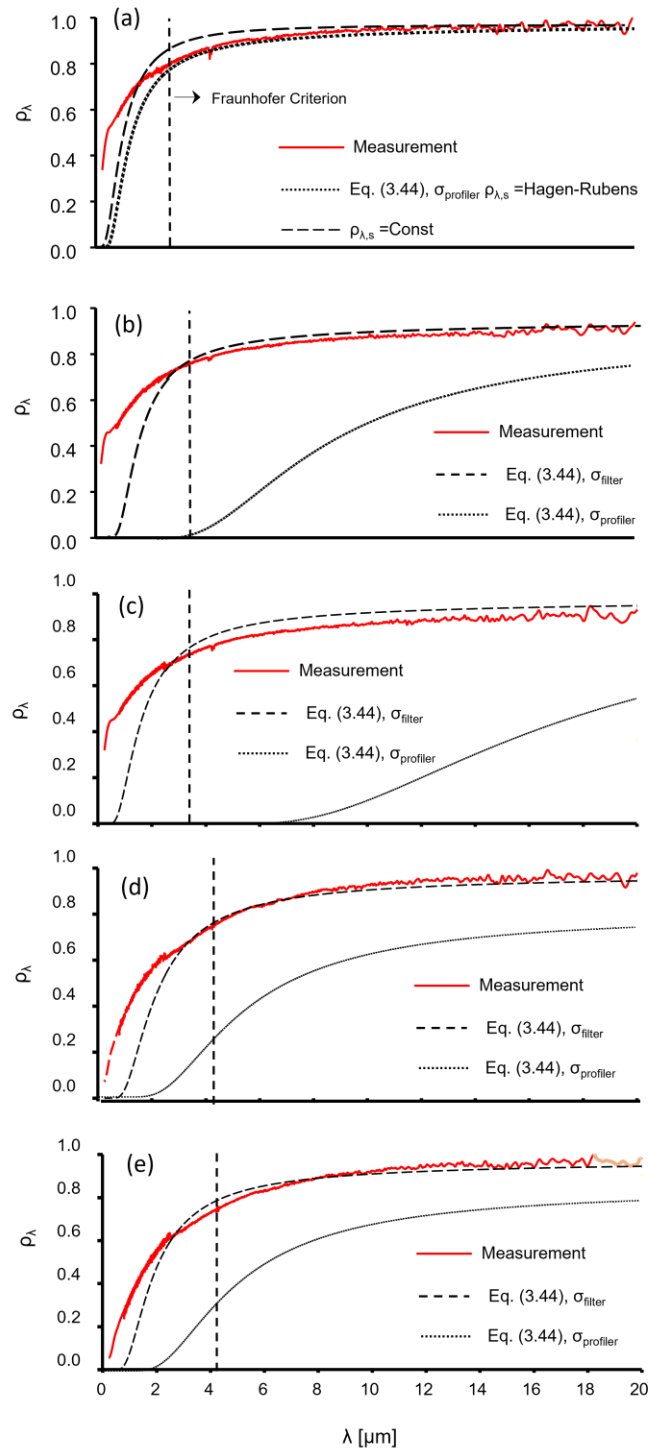 (a)
1.0
0.8
0.6
0.4
0.2
0.0
ρλ
Fraunhofer Criterion
Measurement
Eq. (3.44), σprofiler ρλ,s =Hagen-Rubens
ρλ,s =Const
(b)
1.0
0.8
0.6
0.4
0.2
0.0
ρλ
Measurement
Eq. (3.44), σfilter
Eq. (3.44), σprofiler
(c)
1.0
0.8
0.6
0.4
0.2
0.0
ρλ
Measurement
Eq. (3.44), σfilter
Eq. (3.44), σprofiler
(d)
1.0
0.8
0.6
0.4
0.2
0.0
ρλ
Measurement
Eq. (3.44), σfilter
Eq. (3.44), σprofiler
(e)
1.0
0.8
0.6
0.4
0.2
0.0
ρλ
Measurement
Eq. (3.44), σfilter
Eq. (3.44), σprofiler
0 2 4 6 8 10 12 14 16 18 20
λ [µm]